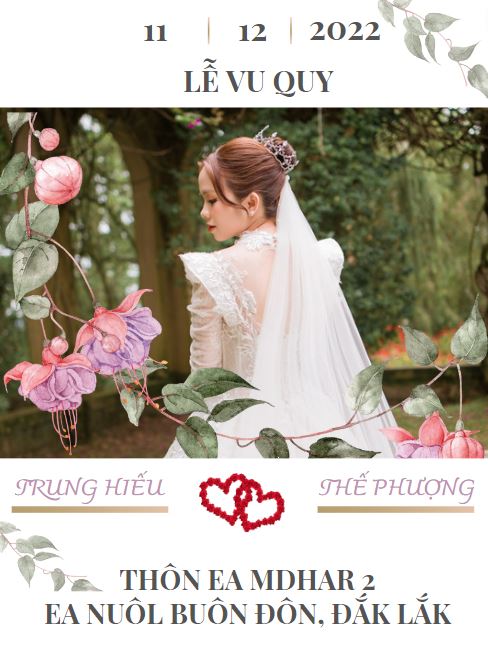 11 | 12 | 2022
LỄ VU QUY
TRUNG HIẾU
THẾ PHƯỢNG
THÔN EA MDHAR 2
EA NUÔL BUÔN ĐÔN, ĐẮK LẮK